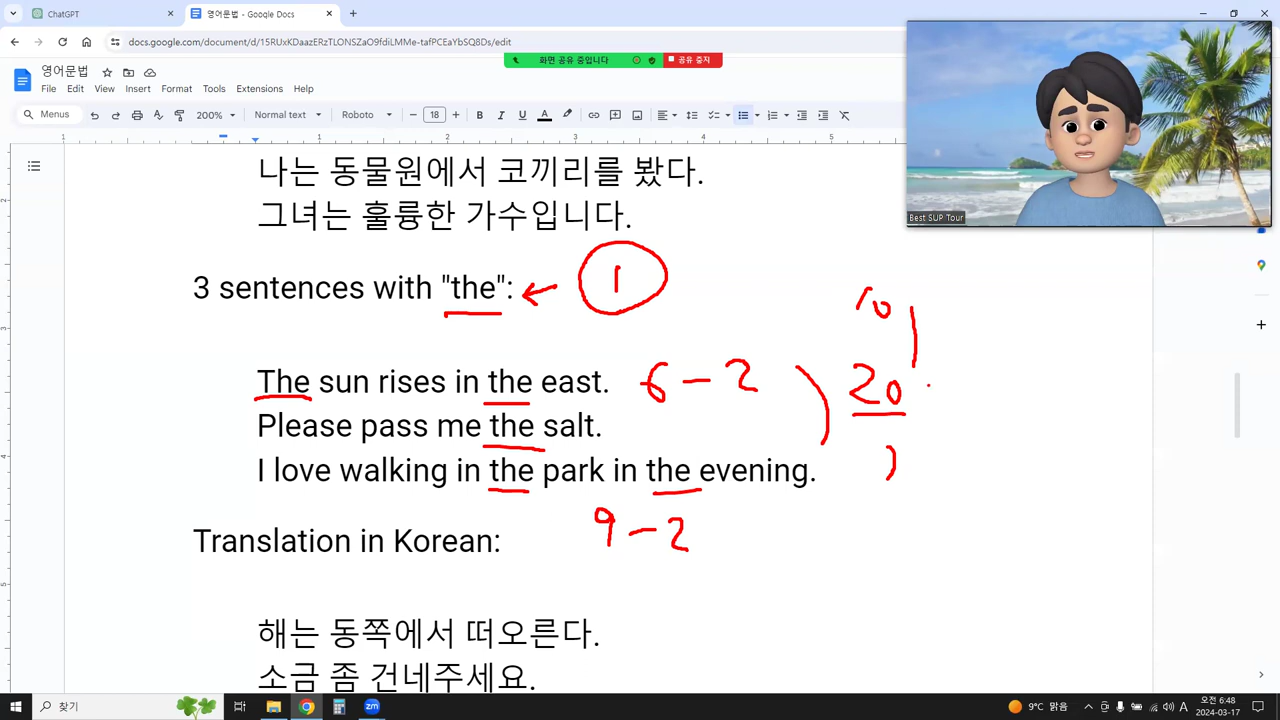 ChatGPT
영어문법 - Google Docs
docs.google.com/document/d/15RUxKDaazERzTLONSZaO9fdiLMMe-tafPCEaYbSQ8Ds/edit
화면 공유 중입니다 공유 중지
영어문법
File Edit View Insert Format Tools Extensions Help
Menus 200% Normal text Roboto 18
1 1 2 3 4 5
나는 동물원에서 코끼리를 봤다.
그녀는 훌륭한 가수입니다.
Best SUP Tour
3 sentences with "the": ← 1
10
The sun rises in the east. 6 - 2 20
Please pass me the salt.
I love walking in the park in the evening.
9 - 2
Translation in Korean:
해는 동쪽에서 떠오른다.
소금 좀 건네주세요.
찾기
9°C 맑음
A
오전 6:48
2024-03-17